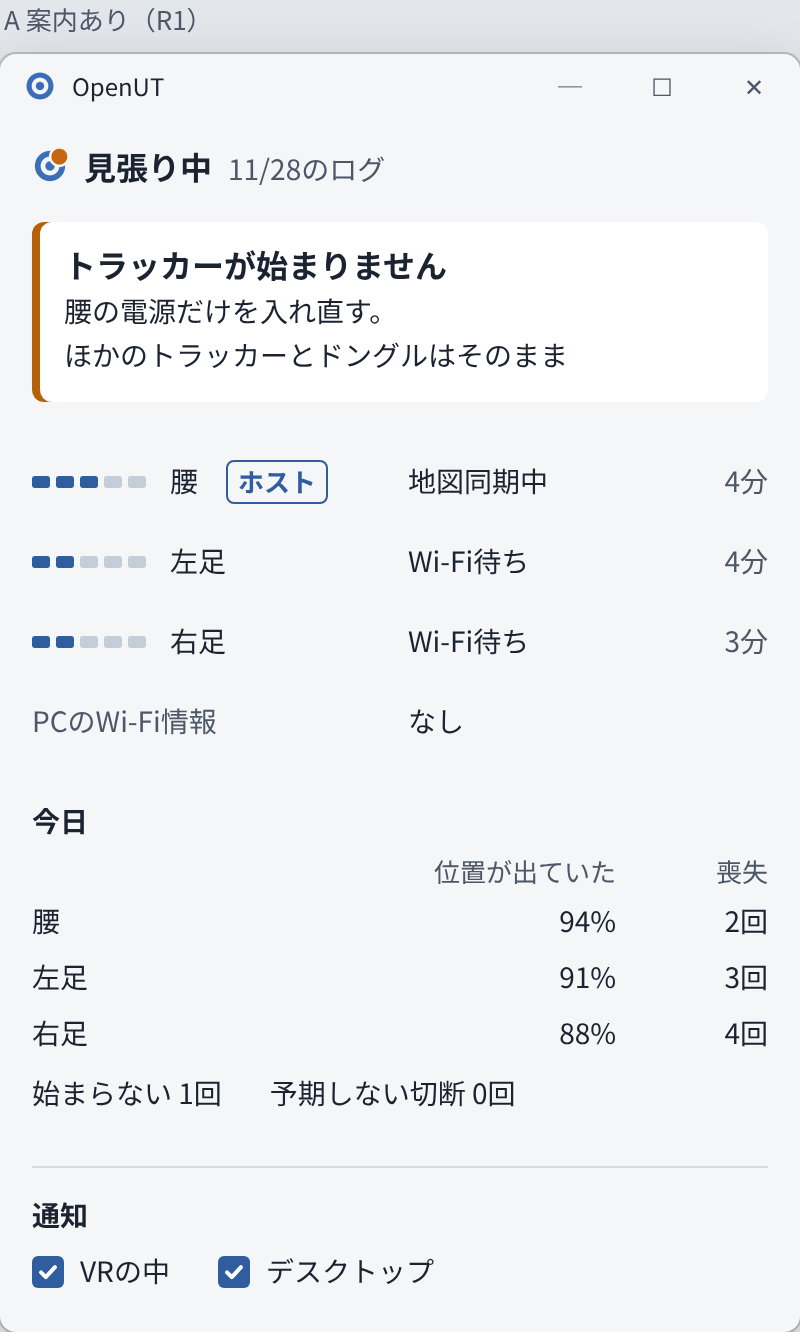 A 案内あり（R1）
OpenUT
見張り中 11/28のログ
トラッカーが始まりません
腰の電源だけを入れ直す。
ほかのトラッカーとドングルはそのまま
腰 ホスト 地図同期中 4分
左足 Wi-Fi待ち 4分
右足 Wi-Fi待ち 3分
PCのWi-Fi情報 なし
今日
位置が出ていた 喪失
腰 94% 2回
左足 91% 3回
右足 88% 4回
始まらない 1回 予期しない切断 0回
通知
VRの中 デスクトップ